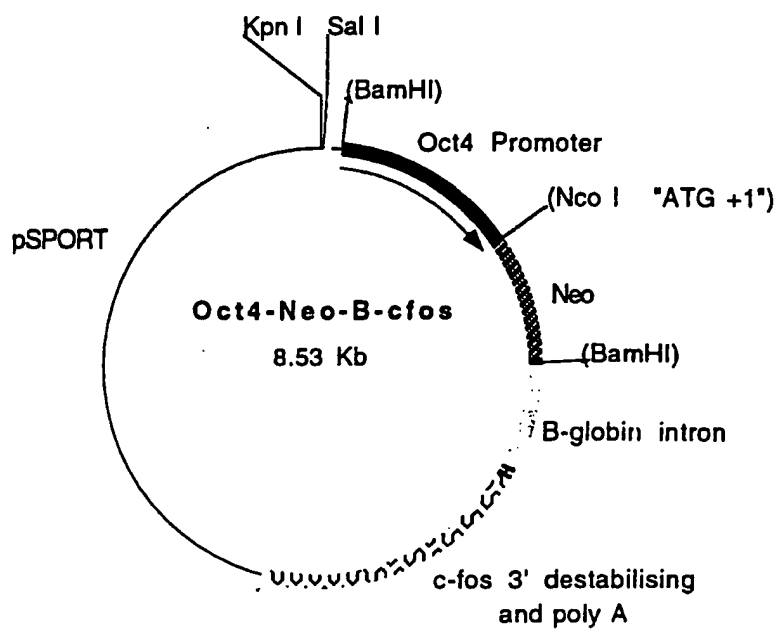 Kpn I Sal I
(BamHI)
Oct4 Promoter
(Nco I "ATG +1")
pSPORT
Neo
Oct4-Neo-B-cfos
8.53 Kb
(BamHI)
B-globin intron
c-fos 3' destabilising
and poly A